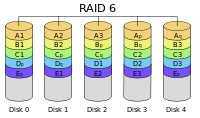 RAID 6
A1 A2 A3 Ap Aq
B1 B2 Bp Bq B3
C1 Cp Cq C2 C3
Dp Dq D1 D2 D3
Eq E1 E2 E3 Ep
Disk 0 Disk 1 Disk 2 Disk 3 Disk 4